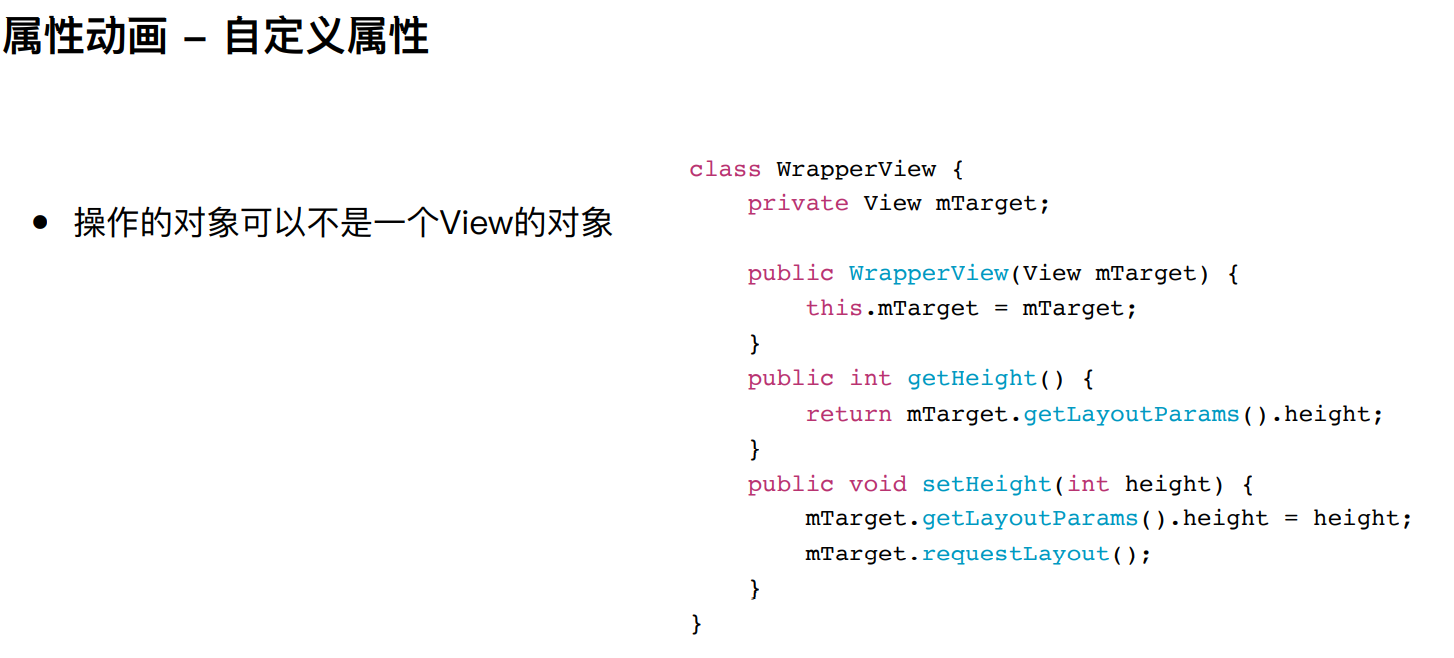 属性动画 – 自定义属性
• 操作的对象可以不是一个View的对象
class WrapperView {
    private View mTarget;

    public WrapperView(View mTarget) {
        this.mTarget = mTarget;
    }
    public int getHeight() {
        return mTarget.getLayoutParams().height;
    }
    public void setHeight(int height) {
        mTarget.getLayoutParams().height = height;
        mTarget.requestLayout();
    }
}